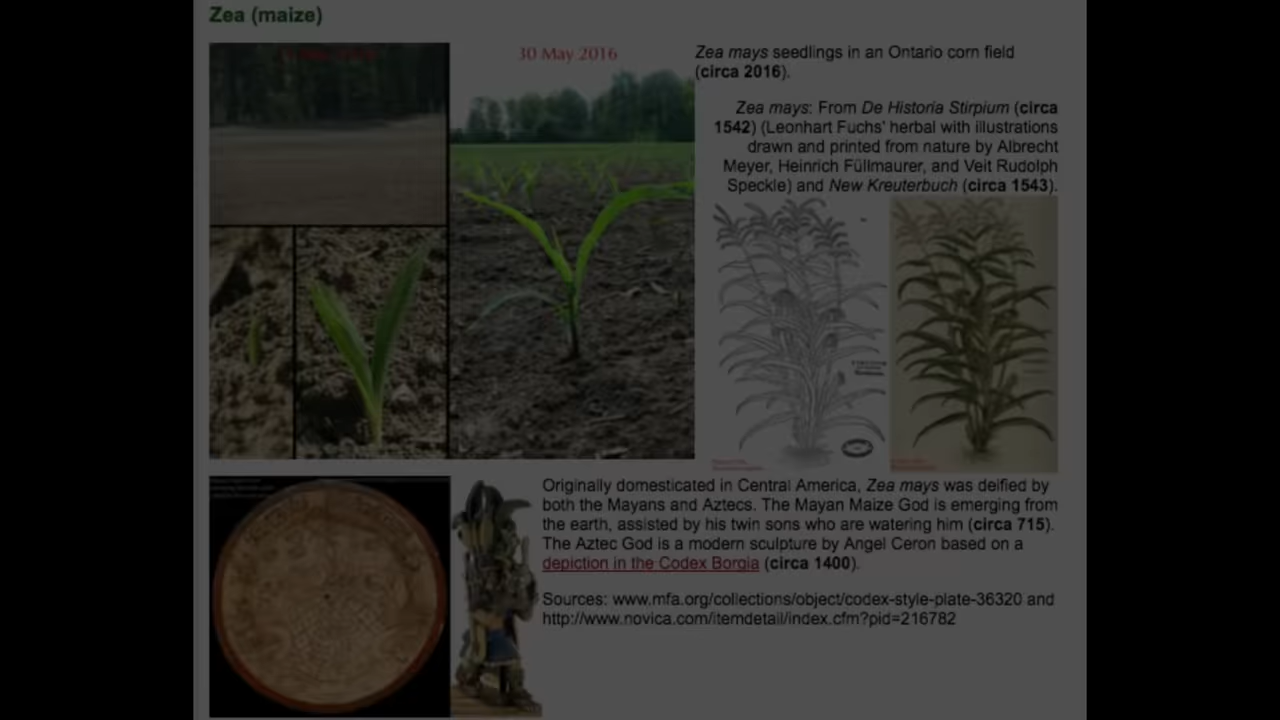 Zea (maize)
30 May 2016
Zea mays seedlings in an Ontario corn field
(circa 2016).
Zea mays: From De Historia Stirpium (circa
1542) (Leonhart Fuchs' herbal with illustrations
drawn and printed from nature by Albrecht
Meyer, Heinrich Füllmaurer, and Veit Rudolph
Speckle) and New Kreuterbuch (circa 1543).
Originally domesticated in Central America, Zea mays was deified by
both the Mayans and Aztecs. The Mayan Maize God is emerging from
the earth, assisted by his twin sons who are watering him (circa 715).
The Aztec God is a modern sculpture by Angel Ceron based on a
depiction in the Codex Borgia (circa 1400).
Sources: www.mfa.org/collections/object/codex-style-plate-36320 and
http://www.novica.com/itemdetail/index.cfm?pid=216782